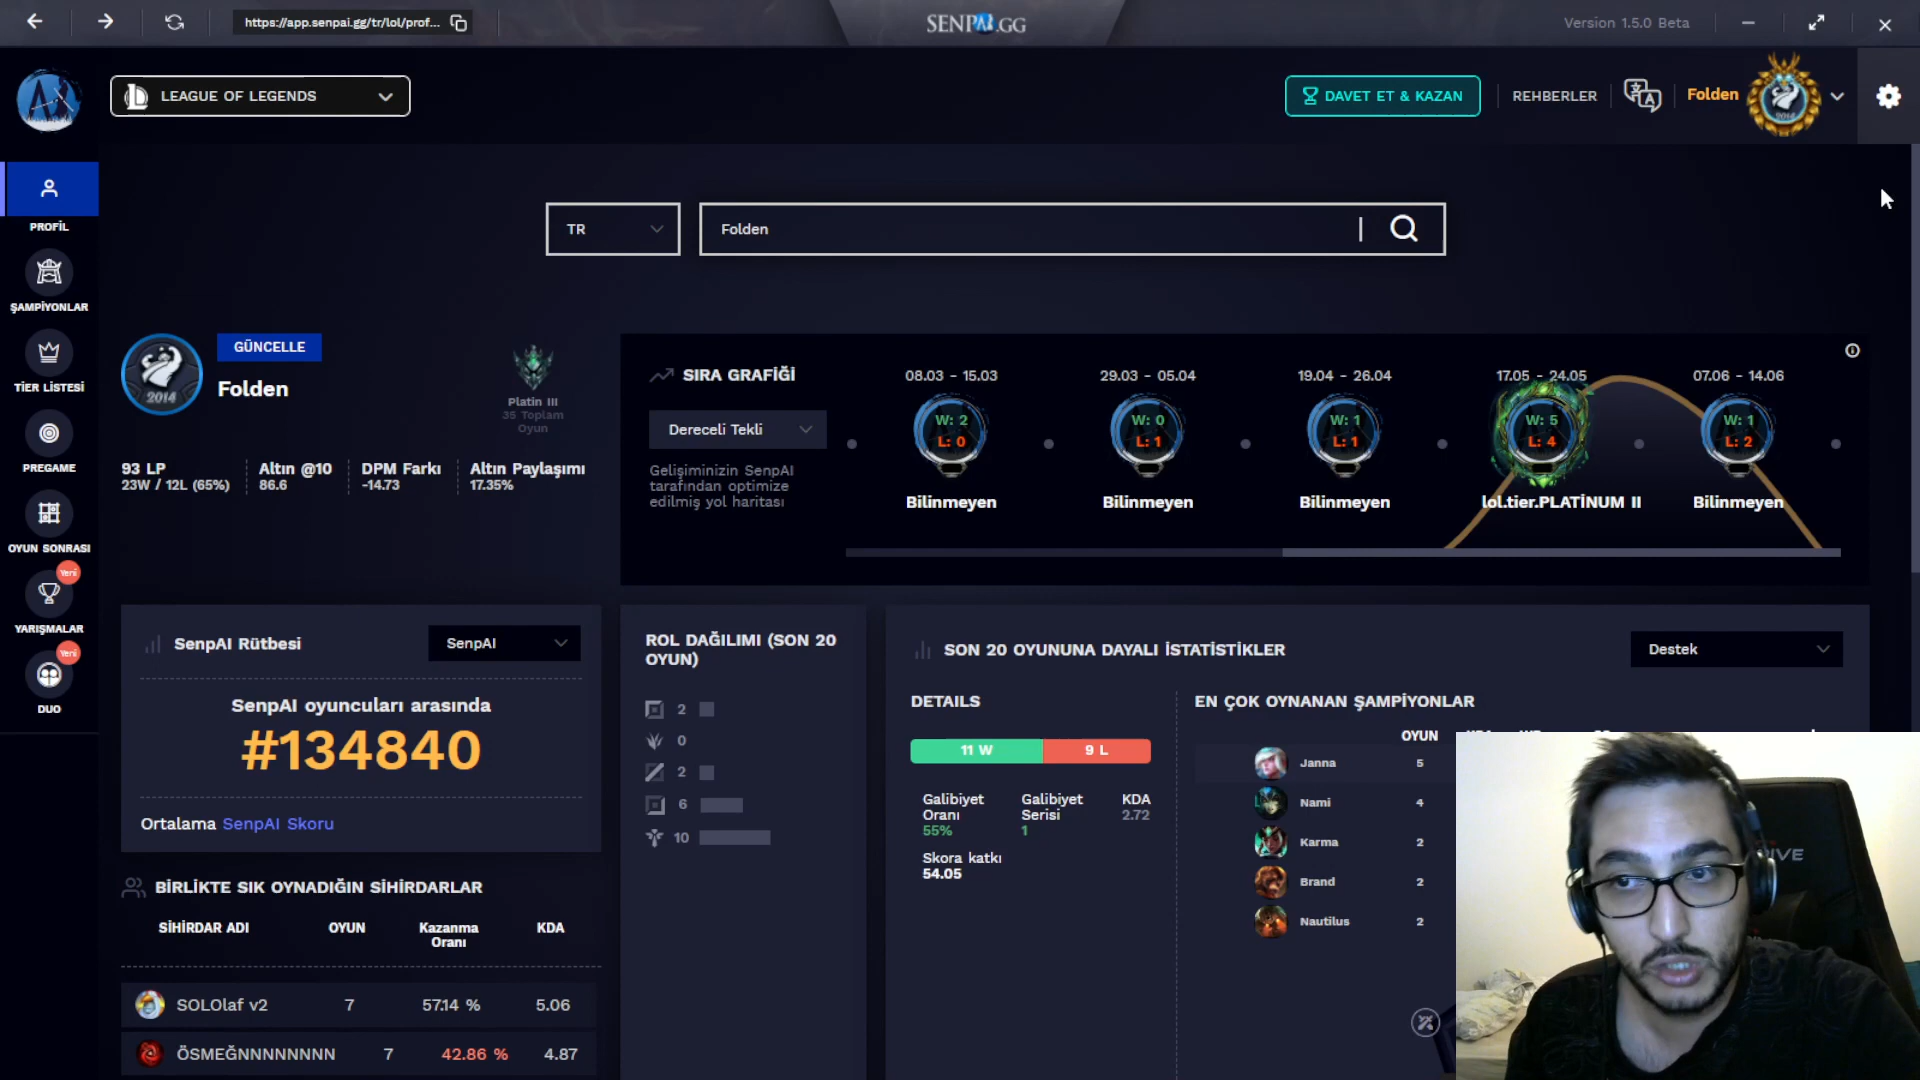 https://app.senpai.gg/tr/lol/prof...
SENPAI.GG
Version 1.5.0 Beta
LEAGUE OF LEGENDS
DAVET ET & KAZAN
REHBERLER
Folden
PROFİL
ŞAMPİYONLAR
TİER LİSTESİ
PREGAME
OYUN SONRASI
Yeni
YARIŞMALAR
Yeni
DUO
TR
Folden
2014
GÜNCELLE
Folden
Platin III
35 Toplam
Oyun
93 LP
23W / 12L (65%)
Altın @10
86.6
DPM Farkı
-14.73
Altın Paylaşımı
17.35%
SIRA GRAFİĞİ
Dereceli Tekli
Gelişiminizin SenpAI
tarafından optimize
edilmiş yol haritası
08.03 - 15.03
W: 2
L: 0
Bilinmeyen
29.03 - 05.04
W: 0
L: 1
Bilinmeyen
19.04 - 26.04
W: 1
L: 1
Bilinmeyen
17.05 - 24.05
W: 5
L: 4
lol.tier.PLATİNUM II
07.06 - 14.06
W: 1
L: 2
Bilinmeyen
SenpAI Rütbesi
SenpAI
SenpAI oyuncuları arasında
#134840
Ortalama SenpAI Skoru
BİRLİKTE SIK OYNADIĞIN SİHİRDARLAR
SİHİRDAR ADI
OYUN
Kazanma
Oranı
KDA
SOLOlaf v2 7 57.14 % 5.06
ÖSMEĞNNNNNNNN 7 42.86 % 4.87
ROL DAĞILIMI (SON 20
OYUN)
2
0
2
6
10
SON 20 OYUNUNA DAYALI İSTATİSTİKLER
Destek
DETAILS
11 W
9 L
Galibiyet
Oranı
55%
Galibiyet
Serisi
1
KDA
2.72
Skora katkı
54.05
EN ÇOK OYNANAN ŞAMPİYONLAR
OYUN
Janna 5
Nami 4
Karma 2
Brand 2
Nautilus 2